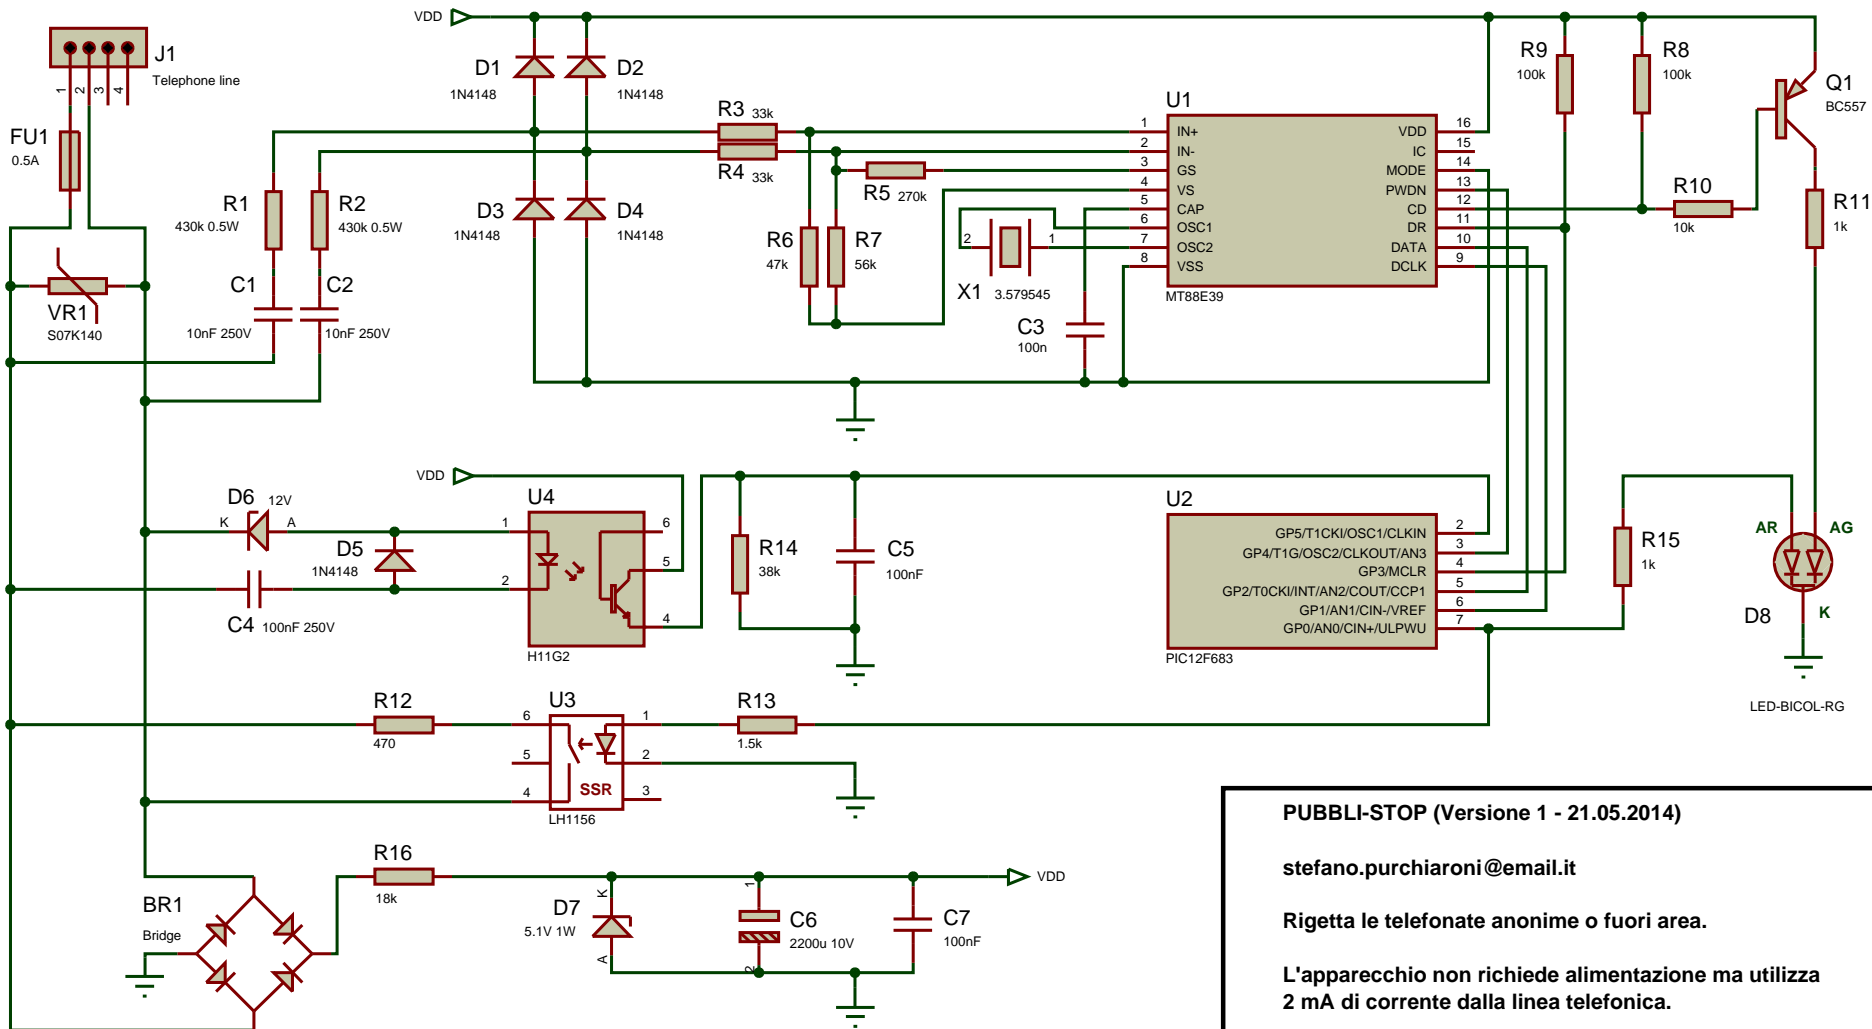 VDD
J1
Telephone line
1 2 3 4
FU1
0.5A
R1
430k 0.5W
R2
430k 0.5W
VR1
S07K140
C1
10nF 250V
C2
10nF 250V
D1
1N4148
D2
1N4148
D3
1N4148
D4
1N4148
R3 33k
R4 33k
R5 270k
R6
47k
R7
56k
X1 3.579545
2 1
C3
100n
U1
1 IN+
2 IN-
3 GS
4 VS
5 CAP
6 OSC1
7 OSC2
8 VSS
VDD 16
IC 15
MODE 14
PWDN 13
CD 12
DR 11
DATA 10
DCLK 9
MT88E39
R9
100k
R8
100k
Q1
BC557
R10
10k
R11
1k
VDD
D6 12V
K A
D5
1N4148
C4 100nF 250V
U4
1
2
6
5
4
H11G2
R14
38k
C5
100nF
U2
GP5/T1CKI/OSC1/CLKIN 2
GP4/T1G/OSC2/CLKOUT/AN3 3
GP3/MCLR 4
GP2/T0CKI/INT/AN2/COUT/CCP1 5
GP1/AN1/CIN-/VREF 6
GP0/AN0/CIN+/ULPWU 7
PIC12F683
R15
1k
AR AG
D8 K
LED-BICOL-RG
R12
470
U3
6
5
4
1
2
3
SSR
LH1156
R13
1.5k
BR1
Bridge
R16
18k
D7
5.1V 1W
K
A
C6
2200u 10V
1
2
C7
100nF
VDD
PUBBLI-STOP (Versione 1 - 21.05.2014)
stefano.purchiaroni@email.it
Rigetta le telefonate anonime o fuori area.
L'apparecchio non richiede alimentazione ma utilizza
2 mA di corrente dalla linea telefonica.